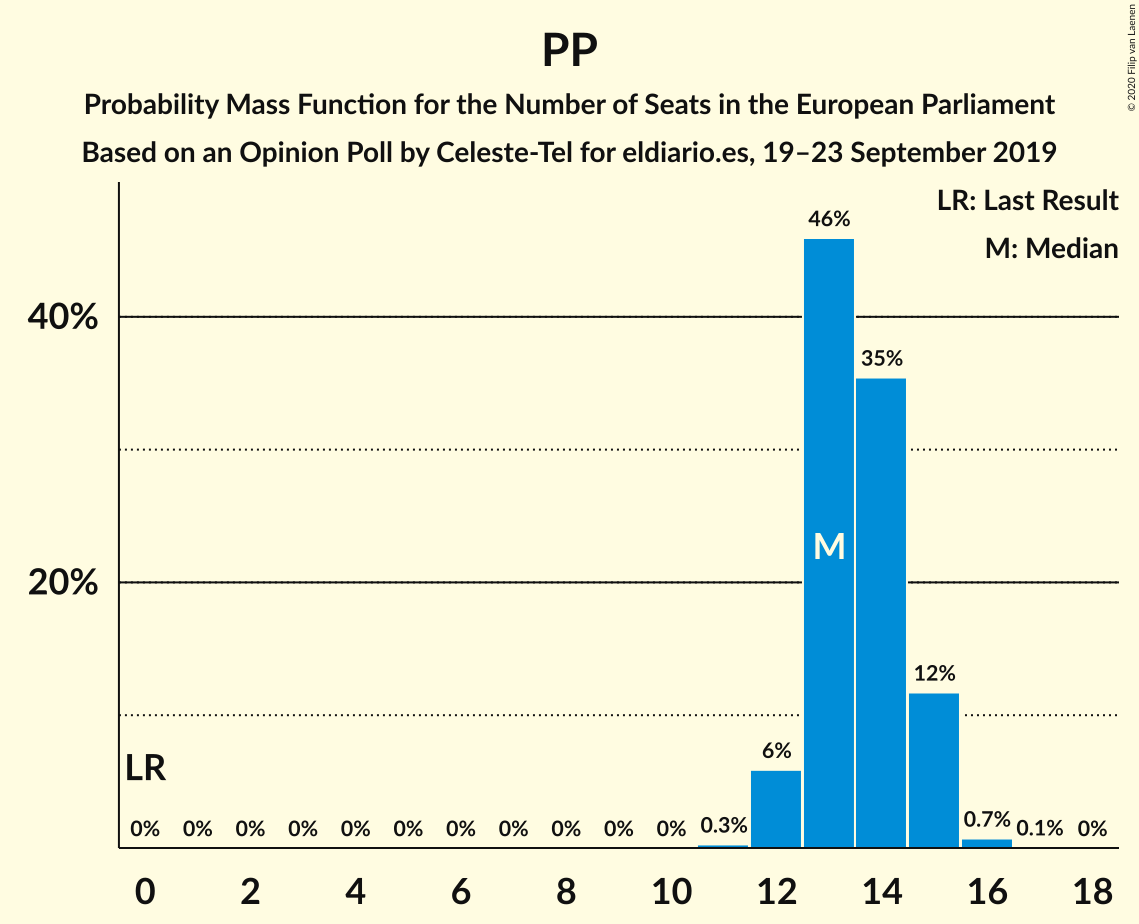 PP
Probability Mass Function for the Number of Seats in the European Parliament
Based on an Opinion Poll by Celeste-Tel for eldiario.es, 19–23 September 2019
© 2020 Filip van Laenen
LR: Last Result
M: Median
46%
40%
35%
M
20%
12%
6%
LR
0% 0% 0% 0% 0% 0% 0% 0% 0% 0% 0% 0.3% 0.7% 0.1% 0%
0 2 4 6 8 10 12 14 16 18